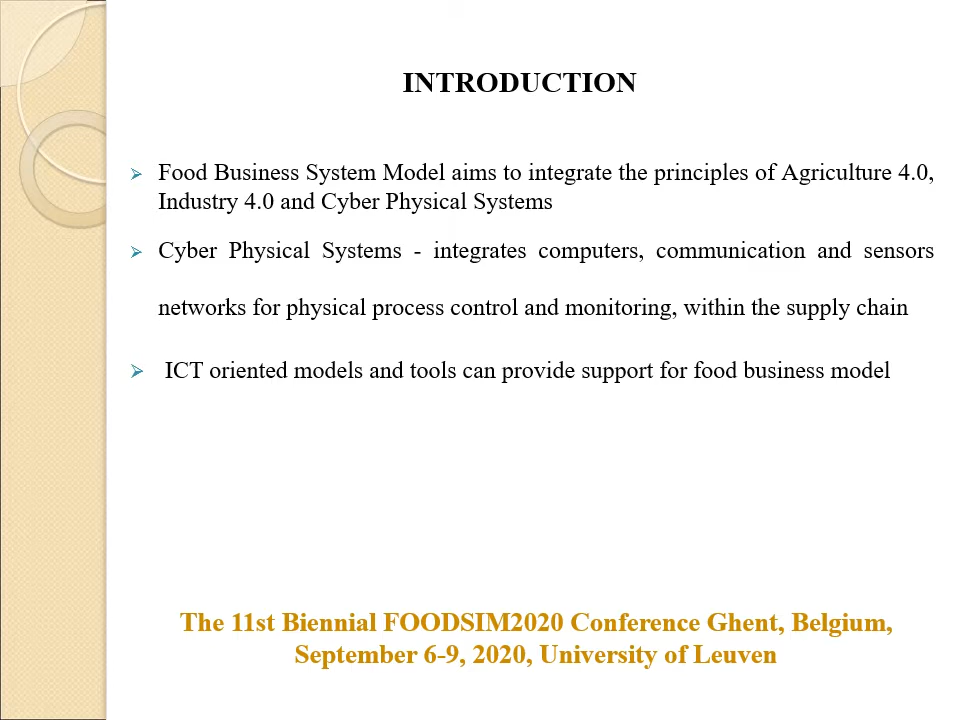 INTRODUCTION
Food Business System Model aims to integrate the principles of Agriculture 4.0,
Industry 4.0 and Cyber Physical Systems
Cyber Physical Systems - integrates computers, communication and sensors
networks for physical process control and monitoring, within the supply chain
ICT oriented models and tools can provide support for food business model
The 11st Biennial FOODSIM2020 Conference Ghent, Belgium,
September 6-9, 2020, University of Leuven